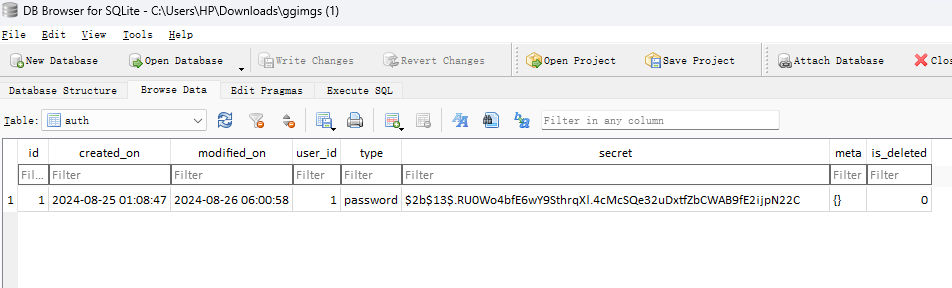 DB Browser for SQLite - C:\Users\HP\Downloads\ggimgs (1)
File Edit View Tools Help
New Database Open Database Write Changes Revert Changes Open Project Save Project Attach Database Clos
Database Structure Browse Data Edit Pragmas Execute SQL
Table: auth Filter in any column
id created_on modified_on user_id type secret meta is_deleted
Fil... Filter Filter Filter Filter Filter Filter Filter
1 1 2024-08-25 01:08:47 2024-08-26 06:00:58 1 password $2b$13$.RU0Wo4bfE6wY9SthrqXl.4cMcSQe32uDxtfZbCWAB9fE2ijpN22C {} 0